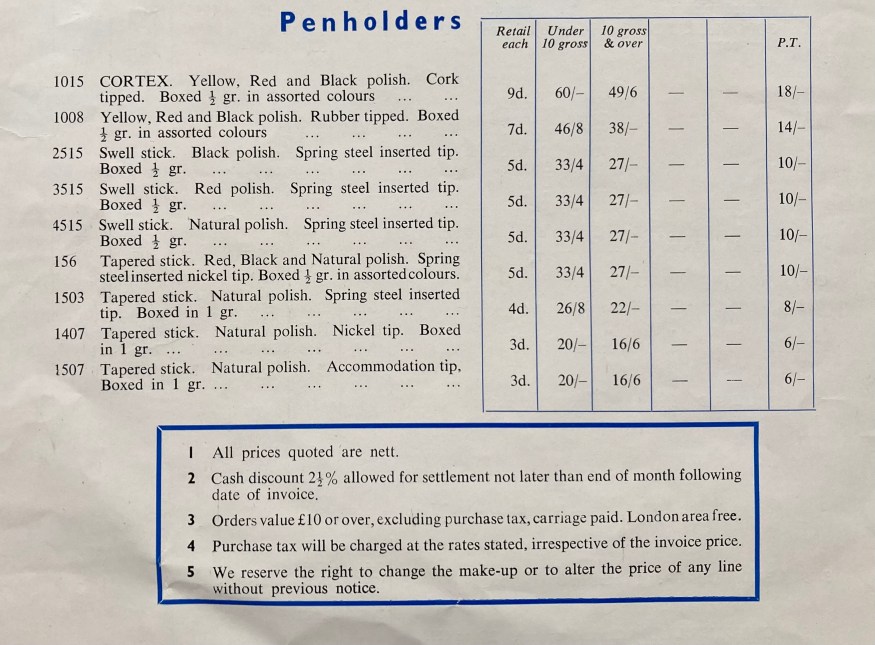 Penholders
Retail each Under 10 gross 10 gross & over P.T.
1015 CORTEX. Yellow, Red and Black polish. Cork
tipped. Boxed ½ gr. in assorted colours ... ... 9d. 60/– 49/6 — — 18/–
1008 Yellow, Red and Black polish. Rubber tipped. Boxed
½ gr. in assorted colours ... ... ... ... 7d. 46/8 38/– — — 14/–
2515 Swell stick. Black polish. Spring steel inserted tip.
Boxed ½ gr. ... ... ... ... ... ... 5d. 33/4 27/– — — 10/–
3515 Swell stick. Red polish. Spring steel inserted tip.
Boxed ½ gr. ... ... ... ... ... ... 5d. 33/4 27/– — — 10/–
4515 Swell stick. Natural polish. Spring steel inserted tip.
Boxed ½ gr. ... ... ... ... ... ... 5d. 33/4 27/– — — 10/–
156 Tapered stick. Red, Black and Natural polish. Spring
steel inserted nickel tip. Boxed ½ gr. in assorted colours. 5d. 33/4 27/– — — 10/–
1503 Tapered stick. Natural polish. Spring steel inserted
tip. Boxed in 1 gr. ... ... ... ... ... 4d. 26/8 22/– — — 8/–
1407 Tapered stick. Natural polish. Nickel tip. Boxed
in 1 gr. ... ... ... ... ... ... ... 3d. 20/– 16/6 — — 6/–
1507 Tapered stick. Natural polish. Accommodation tip,
Boxed in 1 gr. ... ... ... ... ... ... 3d. 20/– 16/6 — — 6/–
1 All prices quoted are nett.
2 Cash discount 2½% allowed for settlement not later than end of month following
date of invoice.
3 Orders value £10 or over, excluding purchase tax, carriage paid. London area free.
4 Purchase tax will be charged at the rates stated, irrespective of the invoice price.
5 We reserve the right to change the make-up or to alter the price of any line
without previous notice.